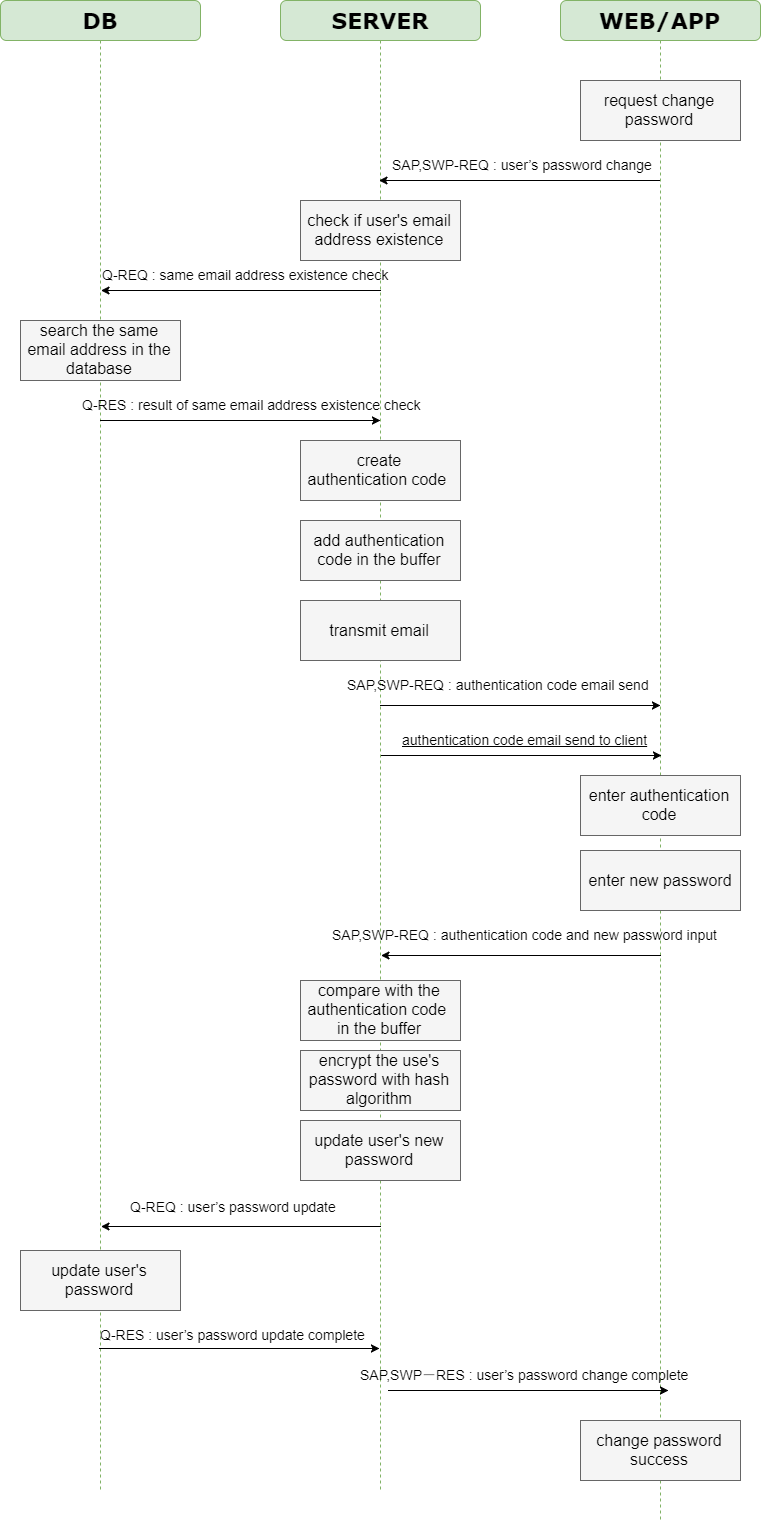 DB
SERVER
WEB/APP
request change
password
SAP,SWP-REQ : user's password change
check if user's email
address existence
Q-REQ : same email address existence check
search the same
email address in the
database
Q-RES : result of same email address existence check
create
authentication code
add authentication
code in the buffer
transmit email
SAP,SWP-REQ : authentication code email send
authentication code email send to client
enter authentication
code
enter new password
SAP,SWP-REQ : authentication code and new password input
compare with the
authentication code
in the buffer
encrypt the use's
password with hash
algorithm
update user's new
password
Q-REQ : user's password update
update user's
password
Q-RES : user's password update complete
SAP,SWP－RES : user's password change complete
change password
success